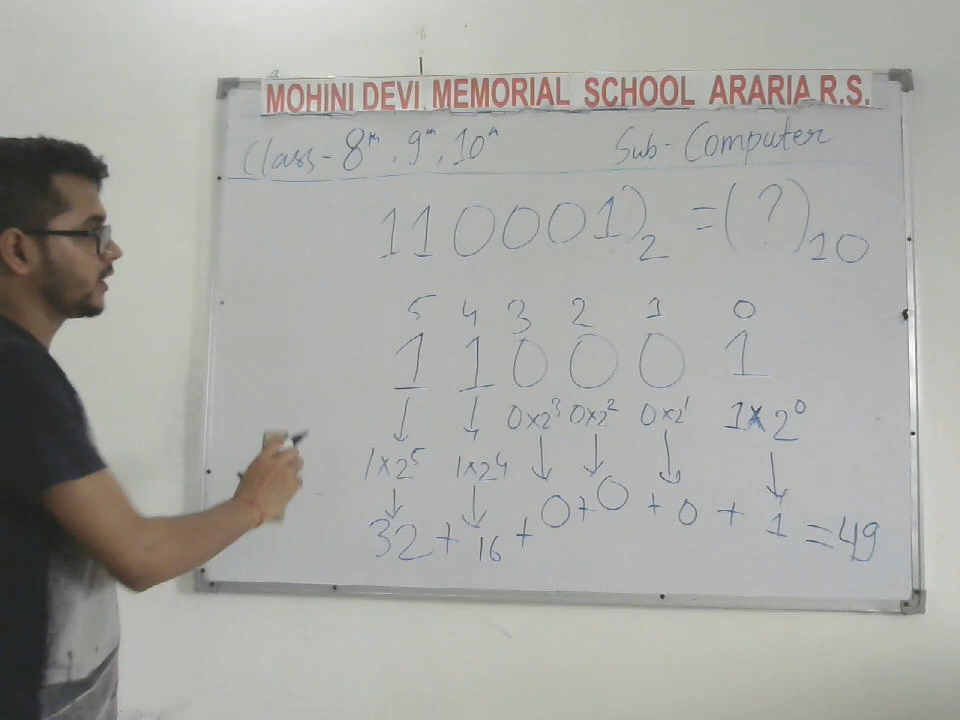 MOHINI DEVI MEMORIAL SCHOOL ARARIA R.S.
Class - 8th, 9th, 10th Sub - Computer
110001)2 = (?)10
5 4 3 2 1 0
1 1 0 0 0 1
↓ ↓ 0×2³ 0×2² 0×2¹ 1×2⁰
1×2⁵ 1×2⁴ ↓ ↓ ↓ ↓
↓ ↓
32 + 16 + 0 + 0 + 0 + 1 = 49